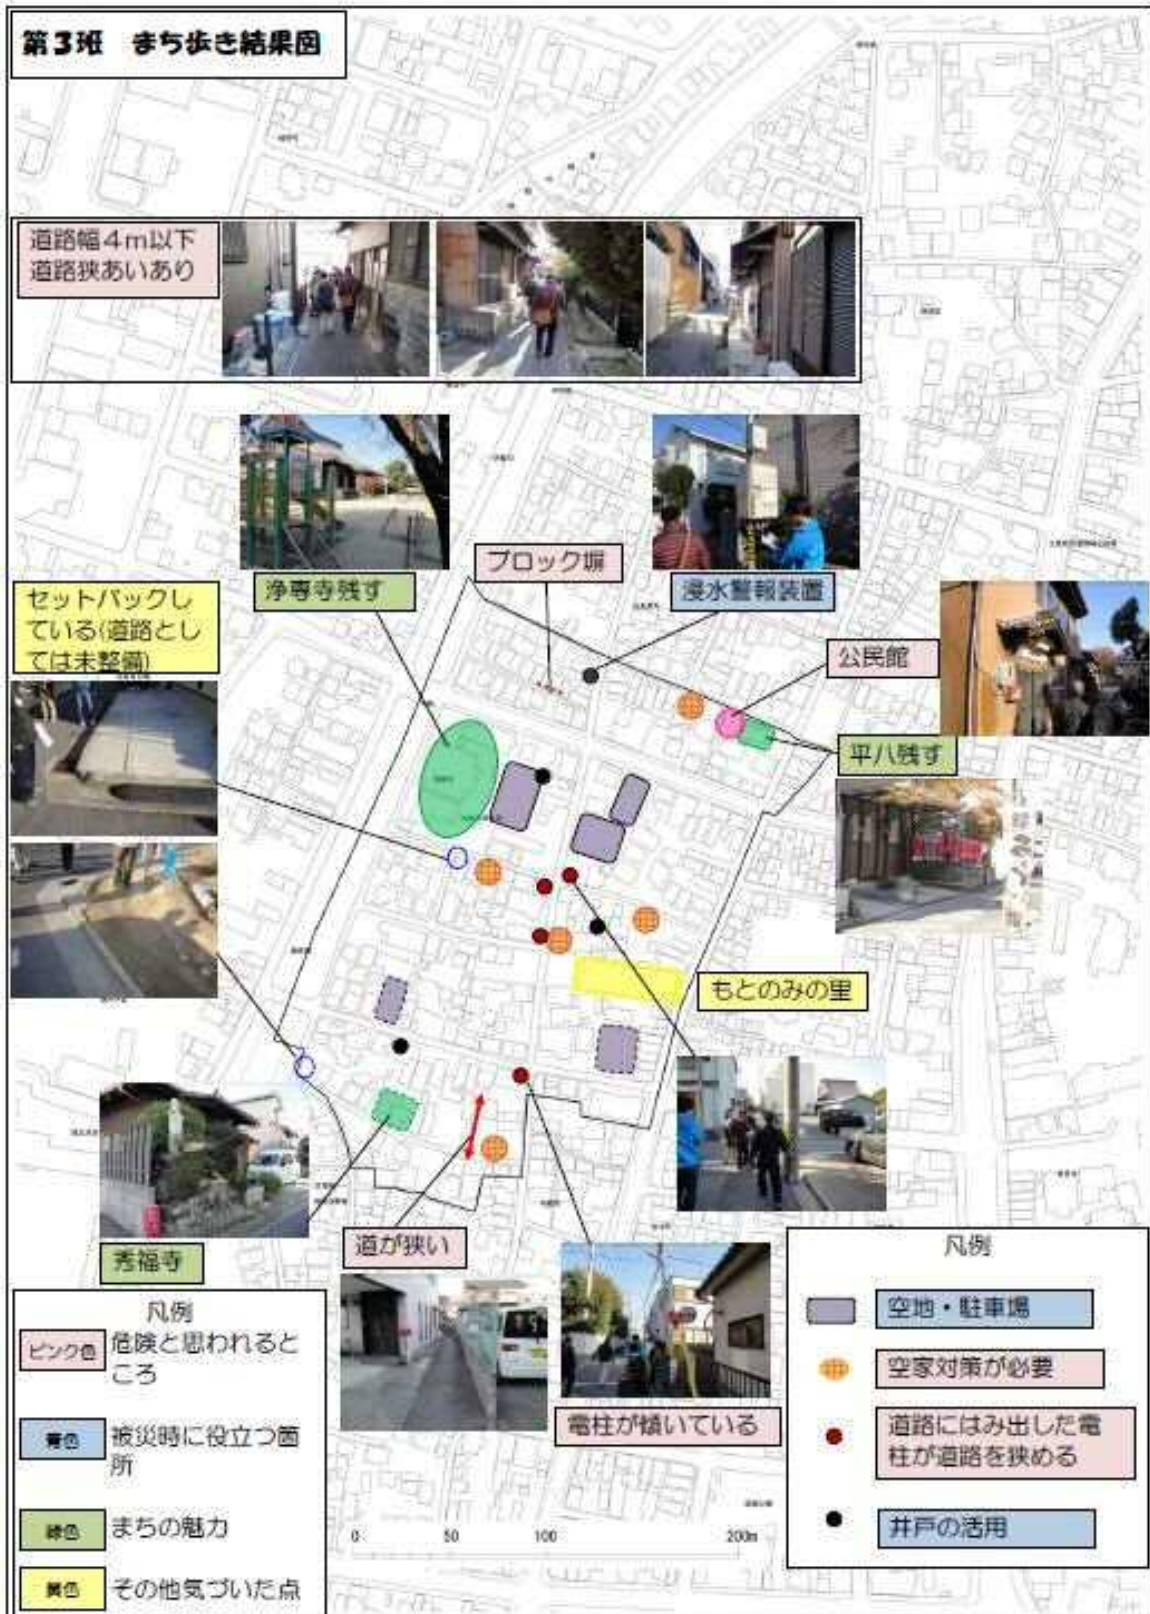 第3班 まち歩き結果図
道路幅4m以下
道路狭あいあり
浄専寺残す
ブロック塀
浸水警報装置
セットバックし
ている(道路とし
ては未整備)
公民館
平八残す
もとのみの里
秀福寺
道が狭い
電柱が傾いている
凡例
ピンク色
危険と思われると
ころ
青色
被災時に役立つ箇
所
緑色
まちの魅力
黄色
その他気づいた点
0 50 100 200m
凡例
空地・駐車場
空家対策が必要
道路にはみ出した電
柱が道路を狭める
井戸の活用